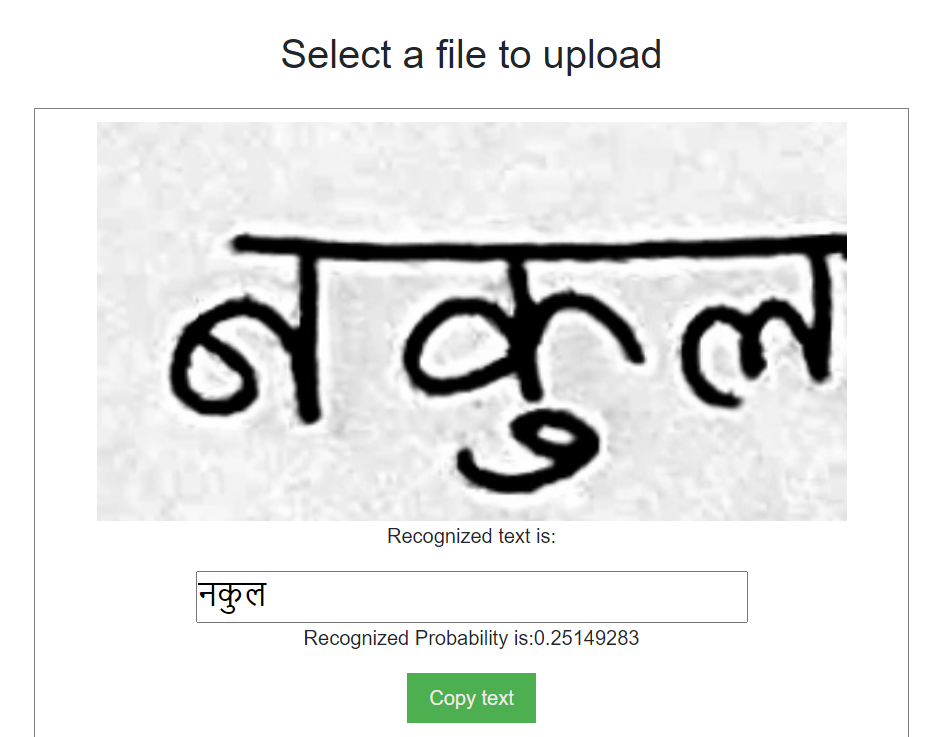 Select a file to upload
नकुल
Recognized text is:
नकुल
Recognized Probability is:0.25149283
Copy text